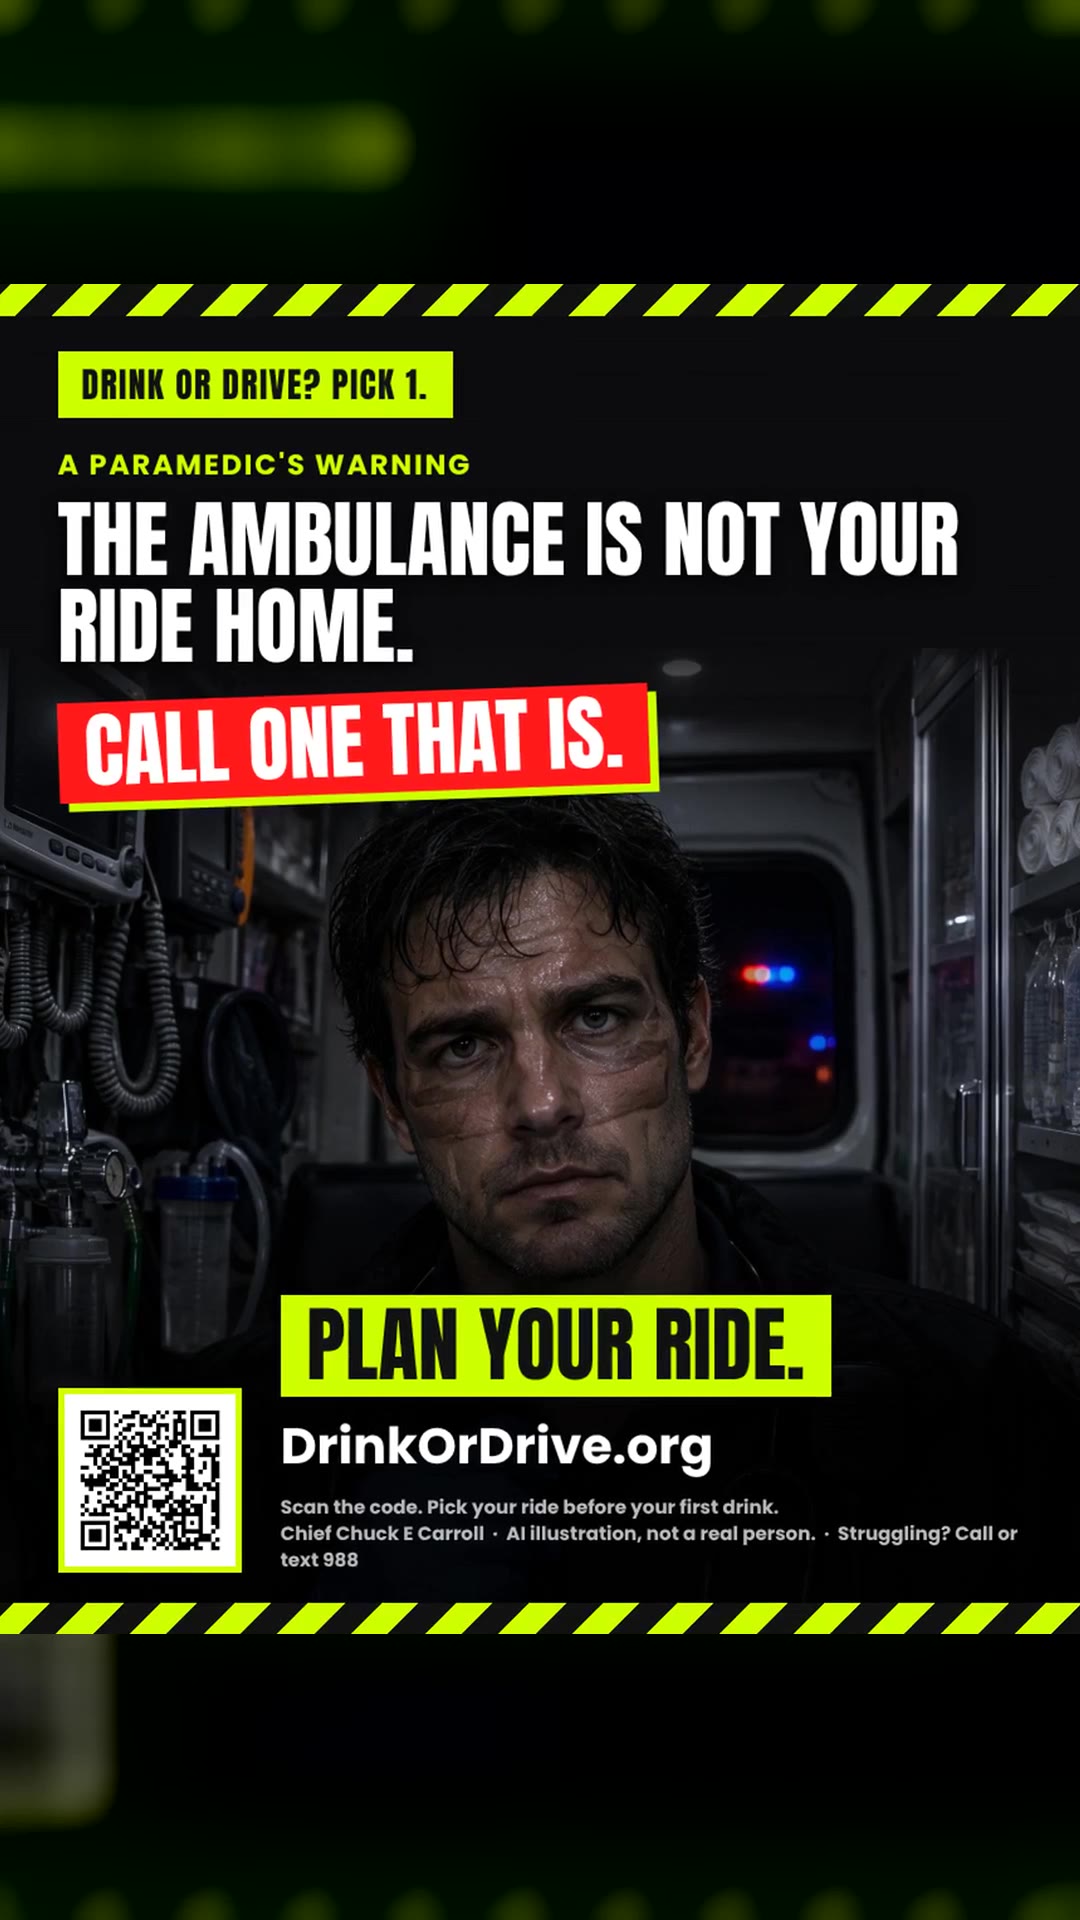 DRINK OR DRIVE? PICK 1.
A PARAMEDIC'S WARNING
THE AMBULANCE IS NOT YOUR
RIDE HOME.
CALL ONE THAT IS.
PLAN YOUR RIDE.
DrinkOrDrive.org
Scan the code. Pick your ride before your first drink.
Chief Chuck E Carroll · AI illustration, not a real person. · Struggling? Call or
text 988